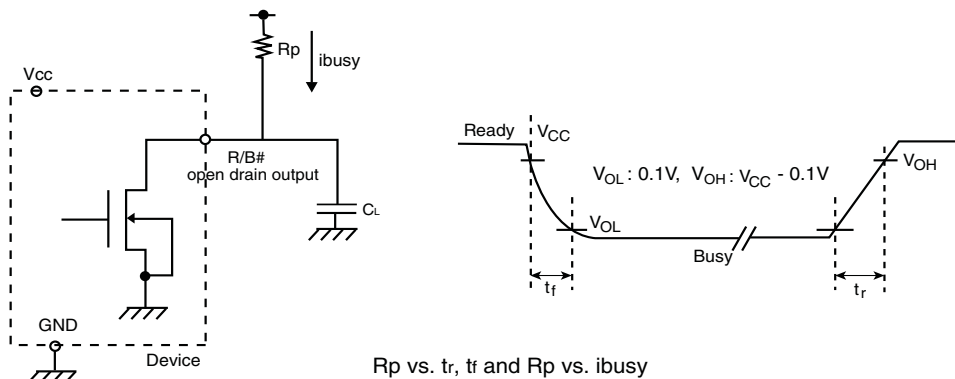 Rp
ibusy
Vcc
R/B#
open drain output
CL
GND
Device
Ready
VCC
VOL : 0.1V, VOH : VCC - 0.1V
VOH
VOL
Busy
tf
tr
Rp vs. tr, tf and Rp vs. ibusy